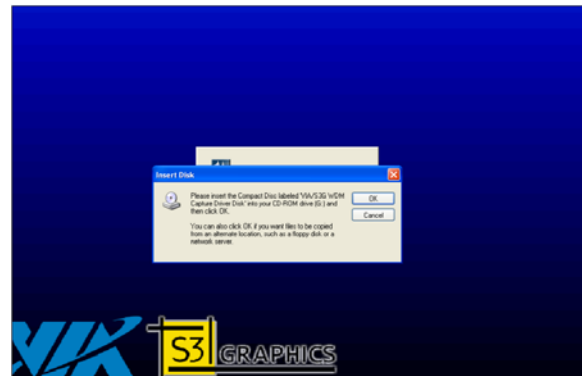 Insert Disk
Please insert the Compact Disc labeled 'VIA/S3G WDM
Capture Driver Disk' into your CD-ROM drive (G:) and
then click OK.
OK
Cancel
You can also click OK if you want files to be copied
from an alternate location, such as a floppy disk or a
network server.
VIA
S3 GRAPHICS